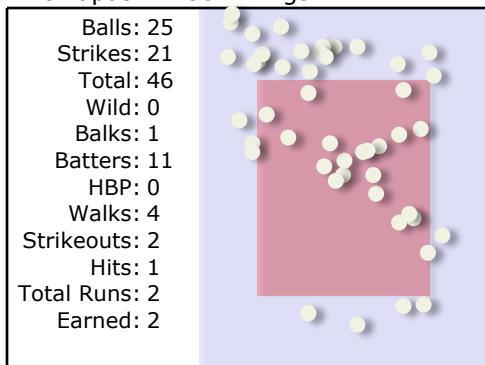 Balls: 25
Strikes: 21
Total: 46
Wild: 0
Balks: 1
Batters: 11
HBP: 0
Walks: 4
Strikeouts: 2
Hits: 1
Total Runs: 2
Earned: 2